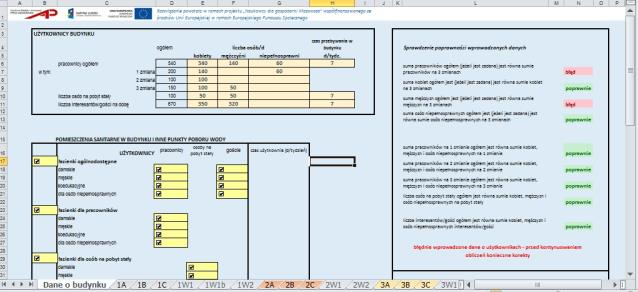 Rozwiązanie powstało w ramach projektu „Naukowcy dla gospodarki Mazowsza" współfinansowanego ze
środków Unii Europejskiej w ramach Europejskiego Funduszu Społecznego
UŻYTKOWNICY BUDYNKU
ogółem
liczba osób/d
czas przebywania w budynku
kobiety mężczyźni niepełnosprawni d/tydz.
pracownicy ogółem 540 340 140 60 7
w tym: 1 zmiana 200 140 60
2 zmiana 100 100
3 zmiana 150 100 50
liczba osób na pobyt stały 100 50 50 7
liczba interesantów/gości na dobę 670 350 320 7
POMIESZCZENIA SANITARNE W BUDYNKU I INNE PUNKTY POBORU WODY
UŻYTKOWNICY pracownicy osoby na pobyt stały goście czas użytkownia (d/tydzień)
łazienki ogólnodostępne
damskie
męskie
koedukacyjne
dla osób niepełnosprawnych
łazienki dla pracowników
damskie
męskie
koedukacyjne
dla osób niepełnosprawnych
łazienki dla osób na pobyt stały
damskie
męskie
Sprawdzenie poprawności wprowadzonych danych
suma pracowników ogółem (jeżeli jest zadana) jest równa sumie
pracowników na 3 zmianach
błąd
suma kobiet ogółem jest (jeżeli jest zadana) jest równa sumie kobiet
na 3 zmianach
poprawnie
suma mężczyzn ogółem (jeżeli jest zadana) jest równa sumie
mężczyzn na 3 zmianach
błąd
suma osób niepełnosprawnych ogółem (jeżeli jest zadana) jest
równa sumie osób niepełnosprawnych na 3 zmianach
poprawnie
suma pracowników na 1 zmianie ogółem jest równa sumie kobiet,
mężczyzn i osób niepełnosprawnych na 1 zmianie
poprawnie
suma pracowników na 2 zmianie ogółem jest równa sumie kobiet,
mężczyzn i osób niepełnosprawnych na 2 zmianie
poprawnie
suma pracowników na 3 zmianie ogółem jest równa sumie kobiet,
mężczyzn i osób niepełnosprawnych na 3 zmianie
poprawnie
liczba osób na pobyt stały ogółem jest równa sumie kobiet, mężczyzn i
osób niepełnosprawnych na pobyt stały
poprawnie
liczba interesantów/gości ogółem jest równa sumie kobiet, mężczyzn i
osób niepełnosprawnych interesantów/gości
poprawnie
błędnie wprowadzone dane o użytkownikach - przed kontynuowaniem
obliczeń konieczne korekty
Dane o budynku 1A 1B 1C 1W1 1W1b 1W2 2A 2B 2C 2W1 2W2 3A 3B 3C 3W1